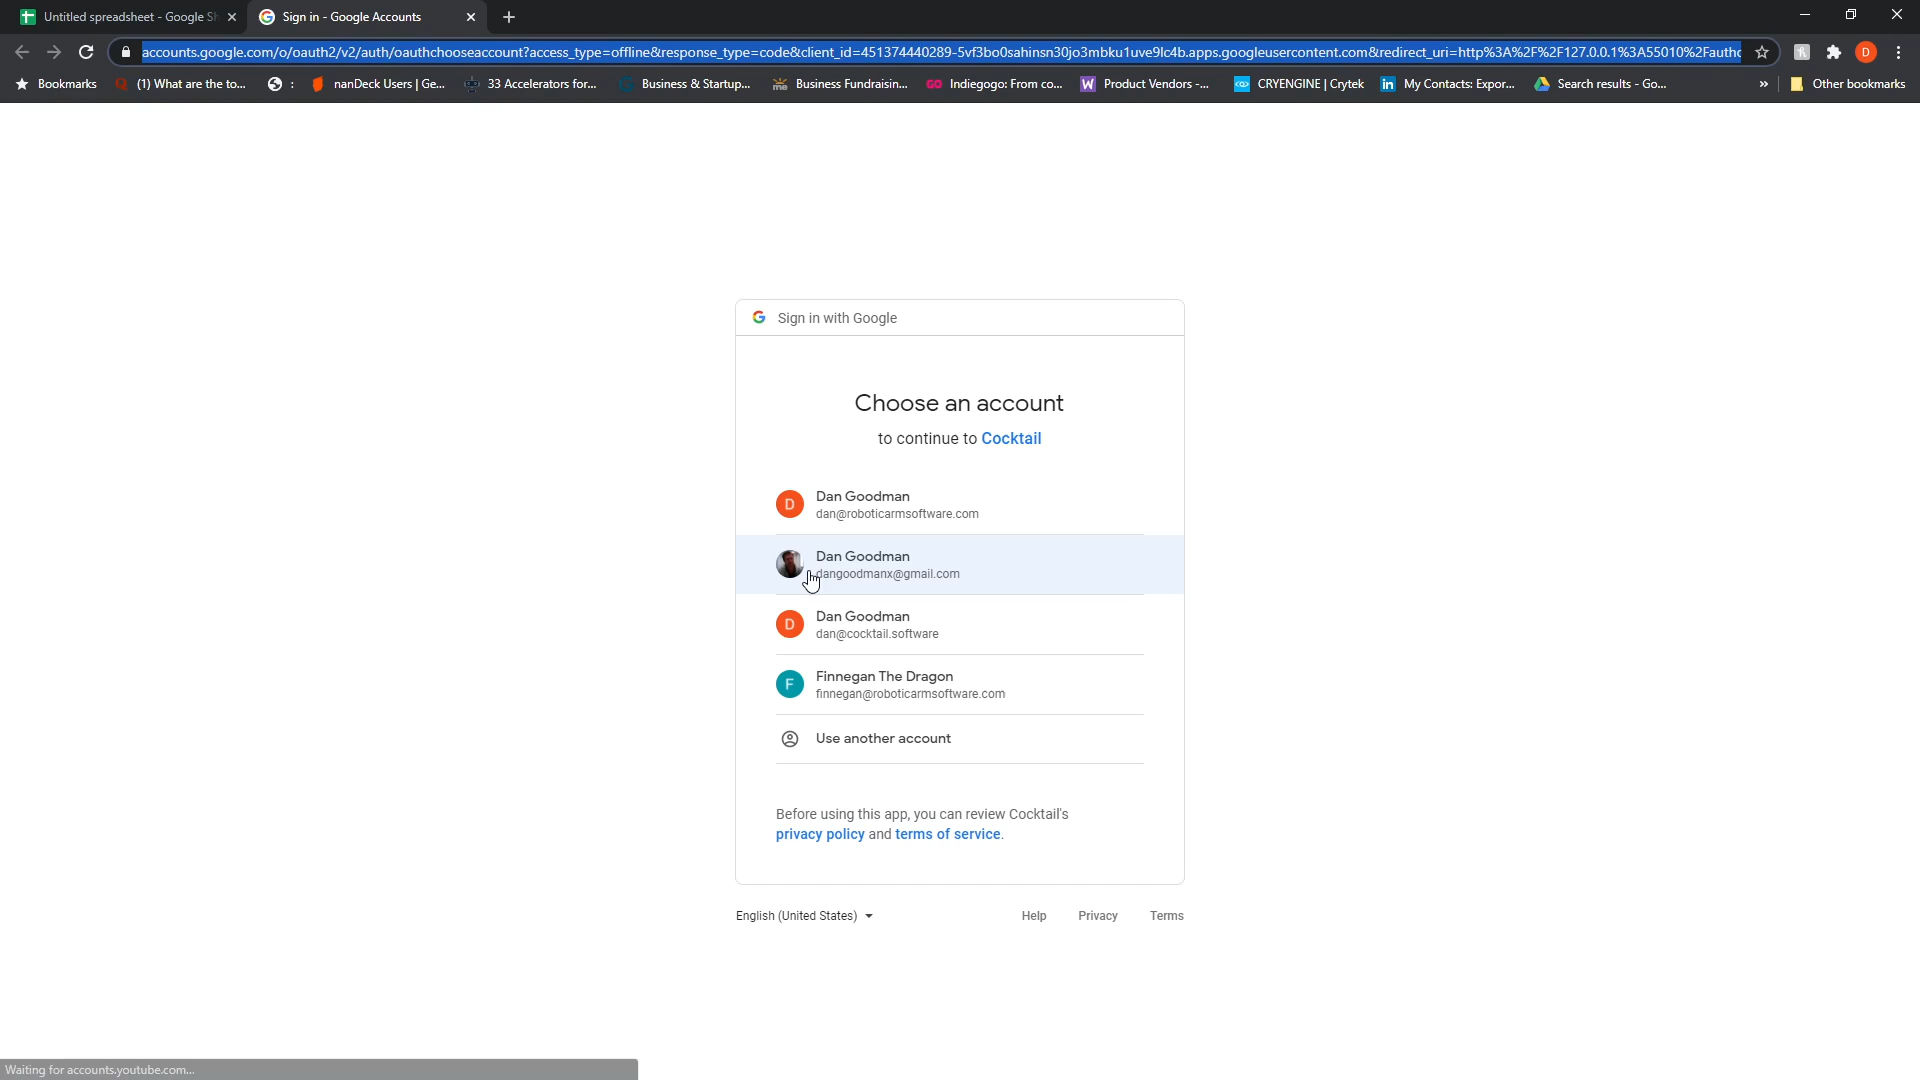 Untitled spreadsheet - Google Sh
Sign in - Google Accounts
accounts.google.com/o/oauth2/v2/auth/oauthchooseaccount?access_type=offline&response_type=code&client_id=451374440289-5vf3bo0sahinsn30jo3mbku1uve9lc4b.apps.googleusercontent.com&redirect_uri=http%3A%2F%2F127.0.0.1%3A55010%2Fautho
D
Bookmarks
(1) What are the to...
:
nanDeck Users | Ge...
33 Accelerators for...
Business & Startup...
me
Business Fundraisin...
GO
Indiegogo: From co...
W
Product Vendors -...
CRYENGINE | Crytek
in
My Contacts: Expor...
Search results - Go...
»
Other bookmarks
Sign in with Google
Choose an account
to continue to Cocktail
D
Dan Goodman
dan@roboticarmsoftware.com
Dan Goodman
dangoodmanx@gmail.com
D
Dan Goodman
dan@cocktail.software
F
Finnegan The Dragon
finnegan@roboticarmsoftware.com
Use another account
Before using this app, you can review Cocktail's
privacy policy and terms of service.
English (United States)
Help
Privacy
Terms
Waiting for accounts.youtube.com...